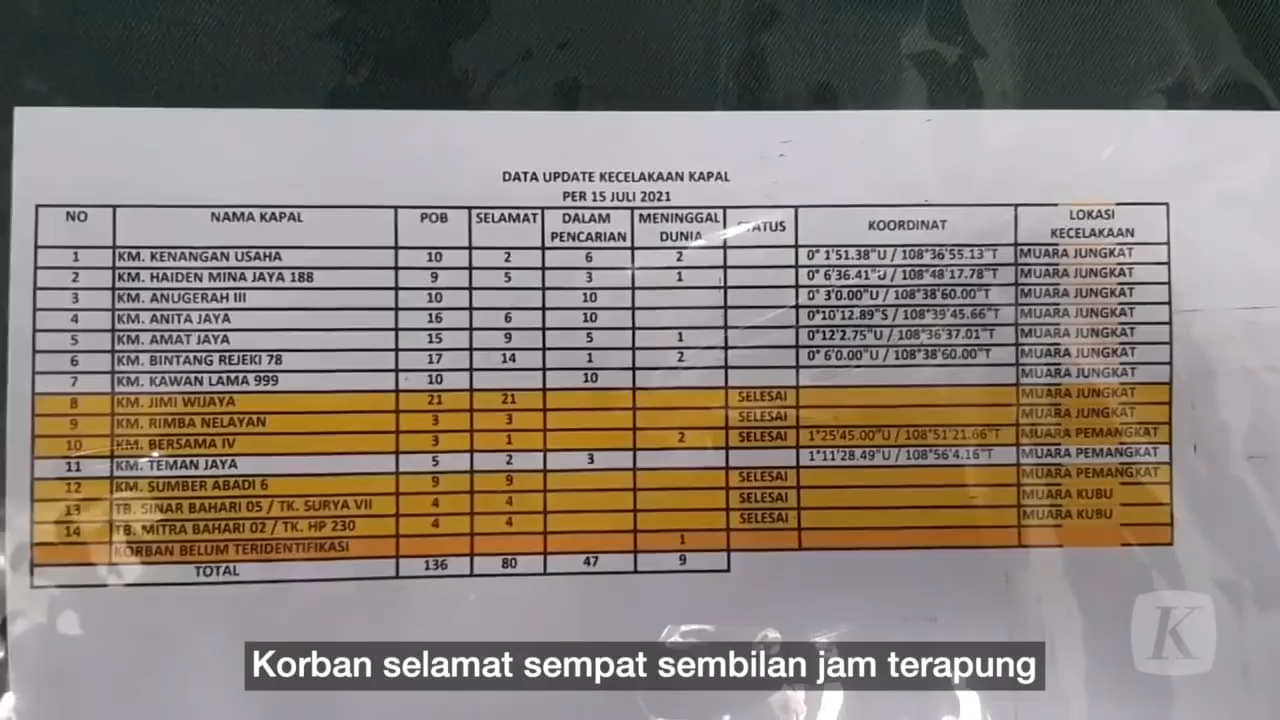 DATA UPDATE KECELAKAAN KAPAL
PER 15 JULI 2021
NO NAMA KAPAL POB SELAMAT DALAM PENCARIAN MENINGGAL DUNIA STATUS KOORDINAT LOKASI KECELAKAAN
1 KM. KENANGAN USAHA 10 2 6 2 0° 1'51.38"U / 108°36'55.13"T MUARA JUNGKAT
2 KM. HAIDEN MINA JAYA 188 9 5 3 1 0° 6'36.41"U / 108°48'17.78"T MUARA JUNGKAT
3 KM. ANUGERAH III 10 10 0° 3'0.00"U / 108°38'60.00"T MUARA JUNGKAT
4 KM. ANITA JAYA 16 6 10 0°10'12.89"S / 108°39'45.66"T MUARA JUNGKAT
5 KM. AMAT JAYA 15 9 5 1 0°12'2.75"U / 108°36'37.01"T MUARA JUNGKAT
6 KM. BINTANG REJEKI 78 17 14 1 2 0° 6'0.00"U / 108°38'60.00"T MUARA JUNGKAT
7 KM. KAWAN LAMA 999 10 10 MUARA JUNGKAT
8 KM. JIMI WIJAYA 21 21 SELESAI MUARA JUNGKAT
9 KM. RIMBA NELAYAN 3 3 SELESAI MUARA JUNGKAT
10 KM. BERSAMA IV 3 1 2 SELESAI 1°25'45.00"U / 108°51'21.66"T MUARA PEMANGKAT
11 KM. TEMAN JAYA 5 2 3 1°11'28.49"U / 108°56'4.16"T MUARA PEMANGKAT
12 KM. SUMBER ABADI 6 9 9 SELESAI MUARA PEMANGKAT
13 TB. SINAR BAHARI 05 / TK. SURYA VII 4 4 SELESAI MUARA KUBU
14 TB. MITRA BAHARI 02 / TK. HP 230 4 4 SELESAI MUARA KUBU
KORBAN BELUM TERIDENTIFIKASI 1
TOTAL 136 80 47 9
K
Korban selamat sempat sembilan jam terapung